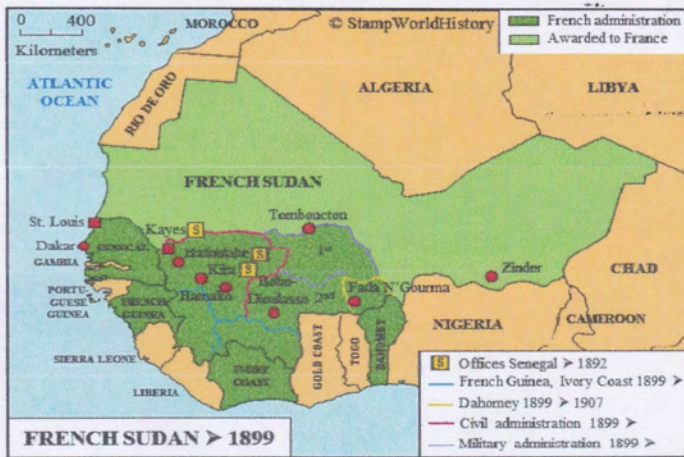 0 400
Kilometers
MOROCCO
© StampWorldHistory
French administration
Awarded to France
ATLANTIC
OCEAN
RIO DE ORO
ALGERIA
LIBYA
FRENCH SUDAN
St. Louis
Kayes
S
Tombouctou
Dakar
SENEGAL
S
1st
GAMBIA
Kita
S
Bobo-
Dioulasso
2nd
Fada N'Gourma
Zinder
CHAD
PORTU-
GUESE
GUINEA
FRENCH
GUINEA
Bamako
SIERRA LEONE
LIBERIA
IVORY
COAST
GOLD COAST
TOGO
DAHOMEY
NIGERIA
CAMEROON
S Offices Senegal ➢ 1892
French Guinea, Ivory Coast 1899 ➢
Dahomey 1899 ➢ 1907
Civil administration 1899 ➢
Military administration 1899 ➢
FRENCH SUDAN ➢ 1899